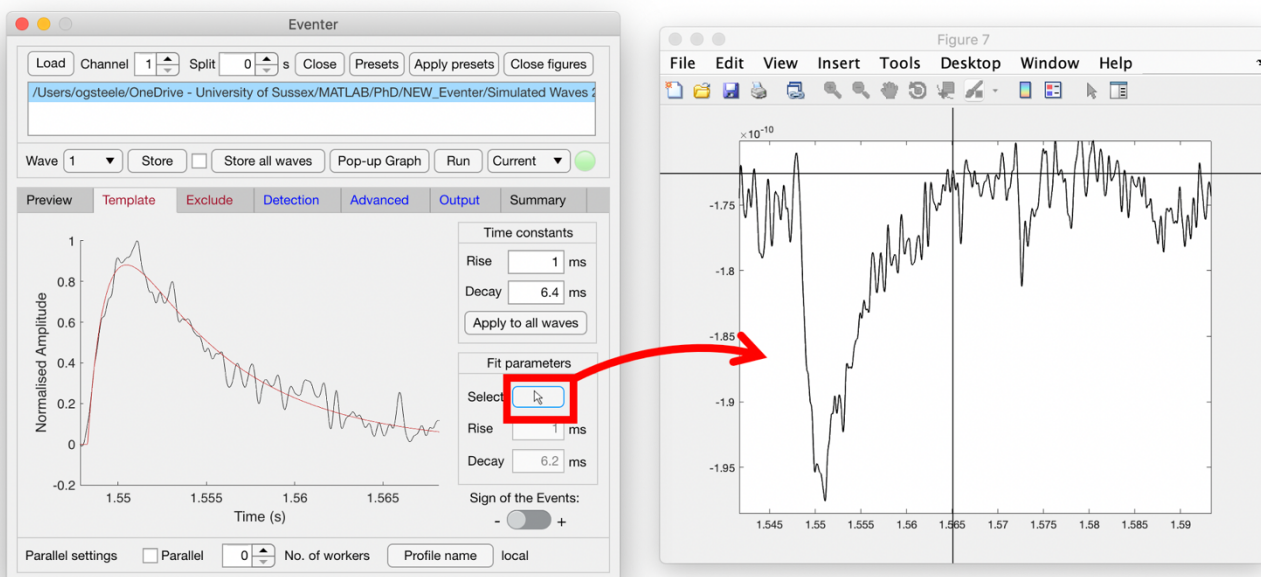 Eventer
Load Channel 1 Split 0 s Close Presets Apply presets Close figures
/Users/ogsteele/OneDrive - University of Sussex/MATLAB/PhD/NEW_Eventer/Simulated Waves
Wave 1 Store Store all waves Pop-up Graph Run Current
Preview Template Exclude Detection Advanced Output Summary
Time constants
Rise 1 ms
Decay 6.4 ms
Apply to all waves
Fit parameters
Select
Rise 1 ms
Decay 6.2 ms
Sign of the Events:
- +
1
0.8
0.6
0.4
0.2
0
-0.2
Normalised Amplitude
1.55 1.555 1.56 1.565
Time (s)
Parallel settings Parallel 0 No. of workers Profile name local
Figure 7
File Edit View Insert Tools Desktop Window Help
×10-10
-1.75
-1.8
-1.85
-1.9
-1.95
1.545 1.55 1.555 1.56 1.565 1.57 1.575 1.58 1.585 1.59